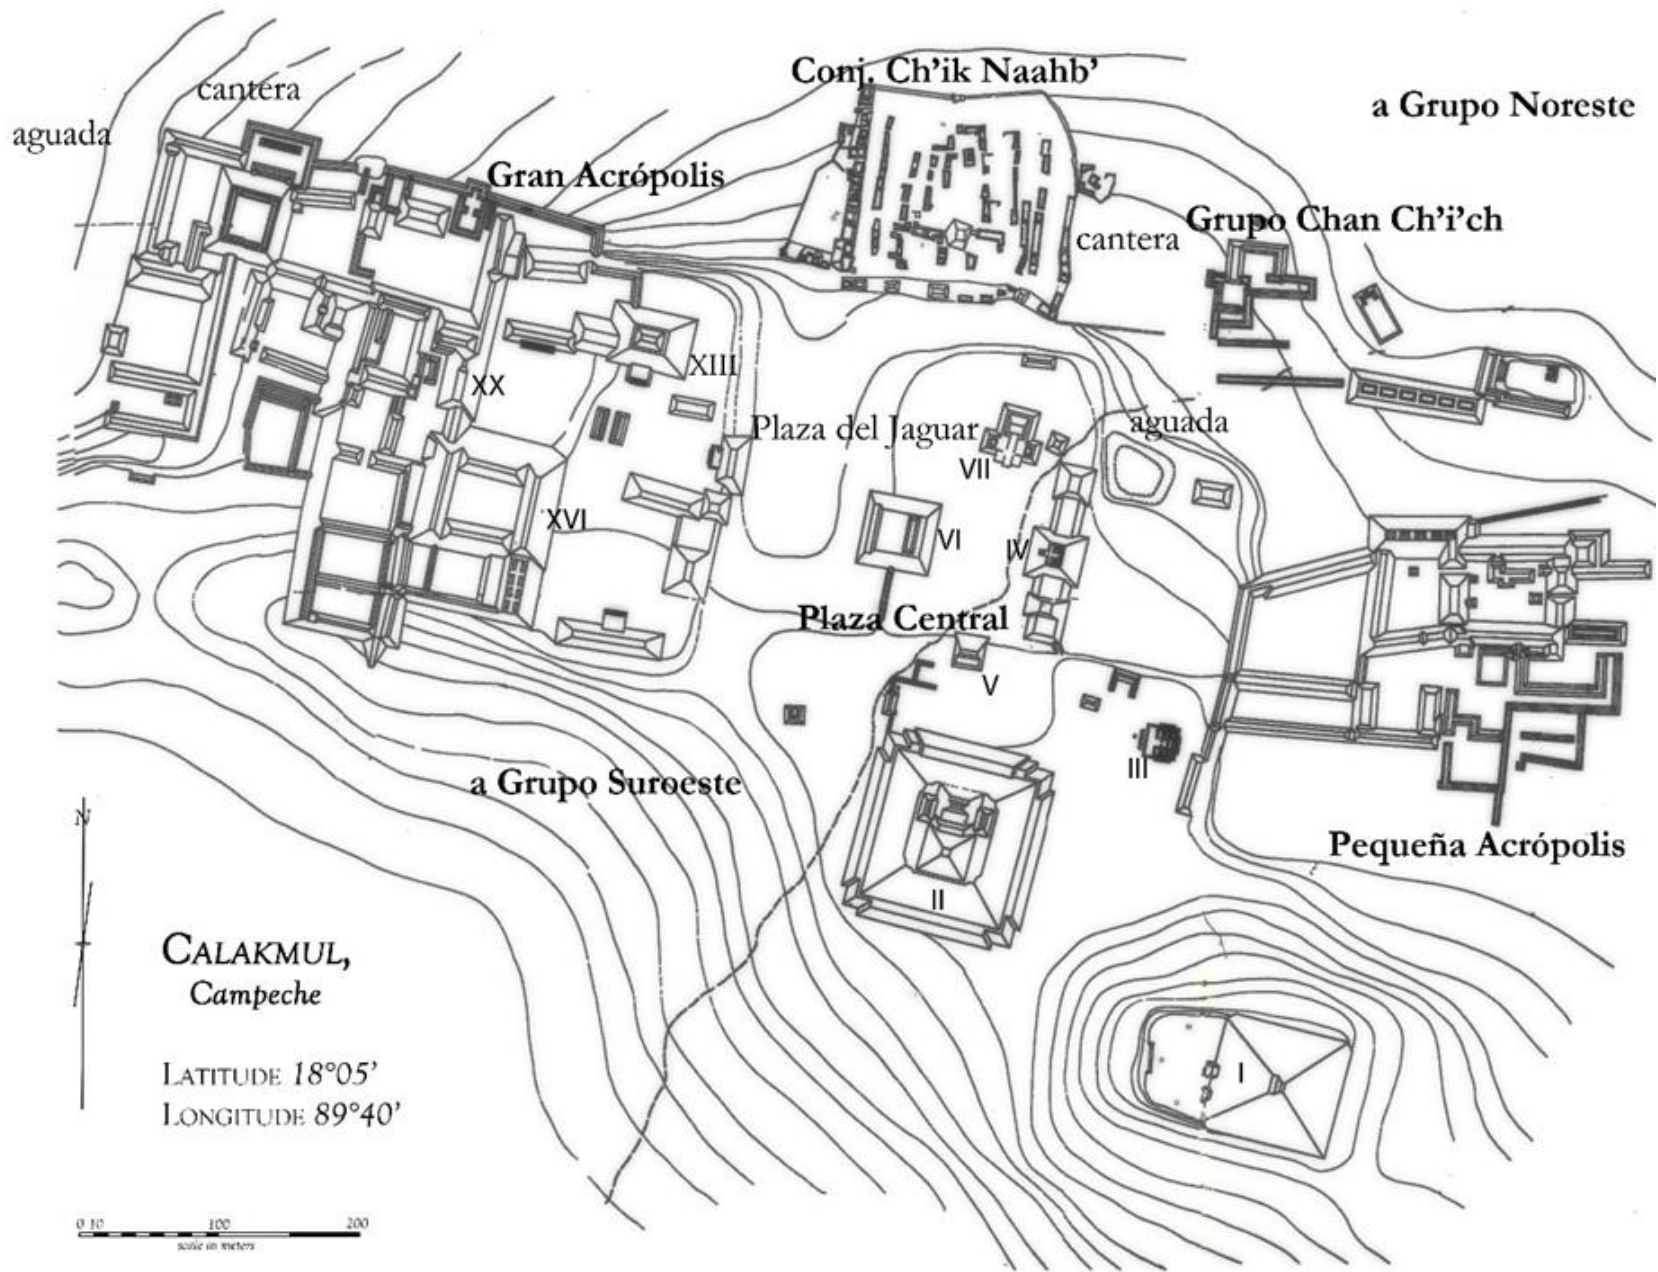 Conj. Ch'ik Naahb'
cantera
a Grupo Noreste
aguada
Gran Acrópolis
Grupo Chan Ch'i'ch
cantera
XIII
XX
Plaza del Jaguar
aguada
VII
XVI
VI
IV
Plaza Central
V
III
a Grupo Suroeste
N
Pequeña Acrópolis
II
CALAKMUL,
Campeche
I
LATITUDE 18°05'
LONGITUDE 89°40'
0 10 100 200
scale in meters